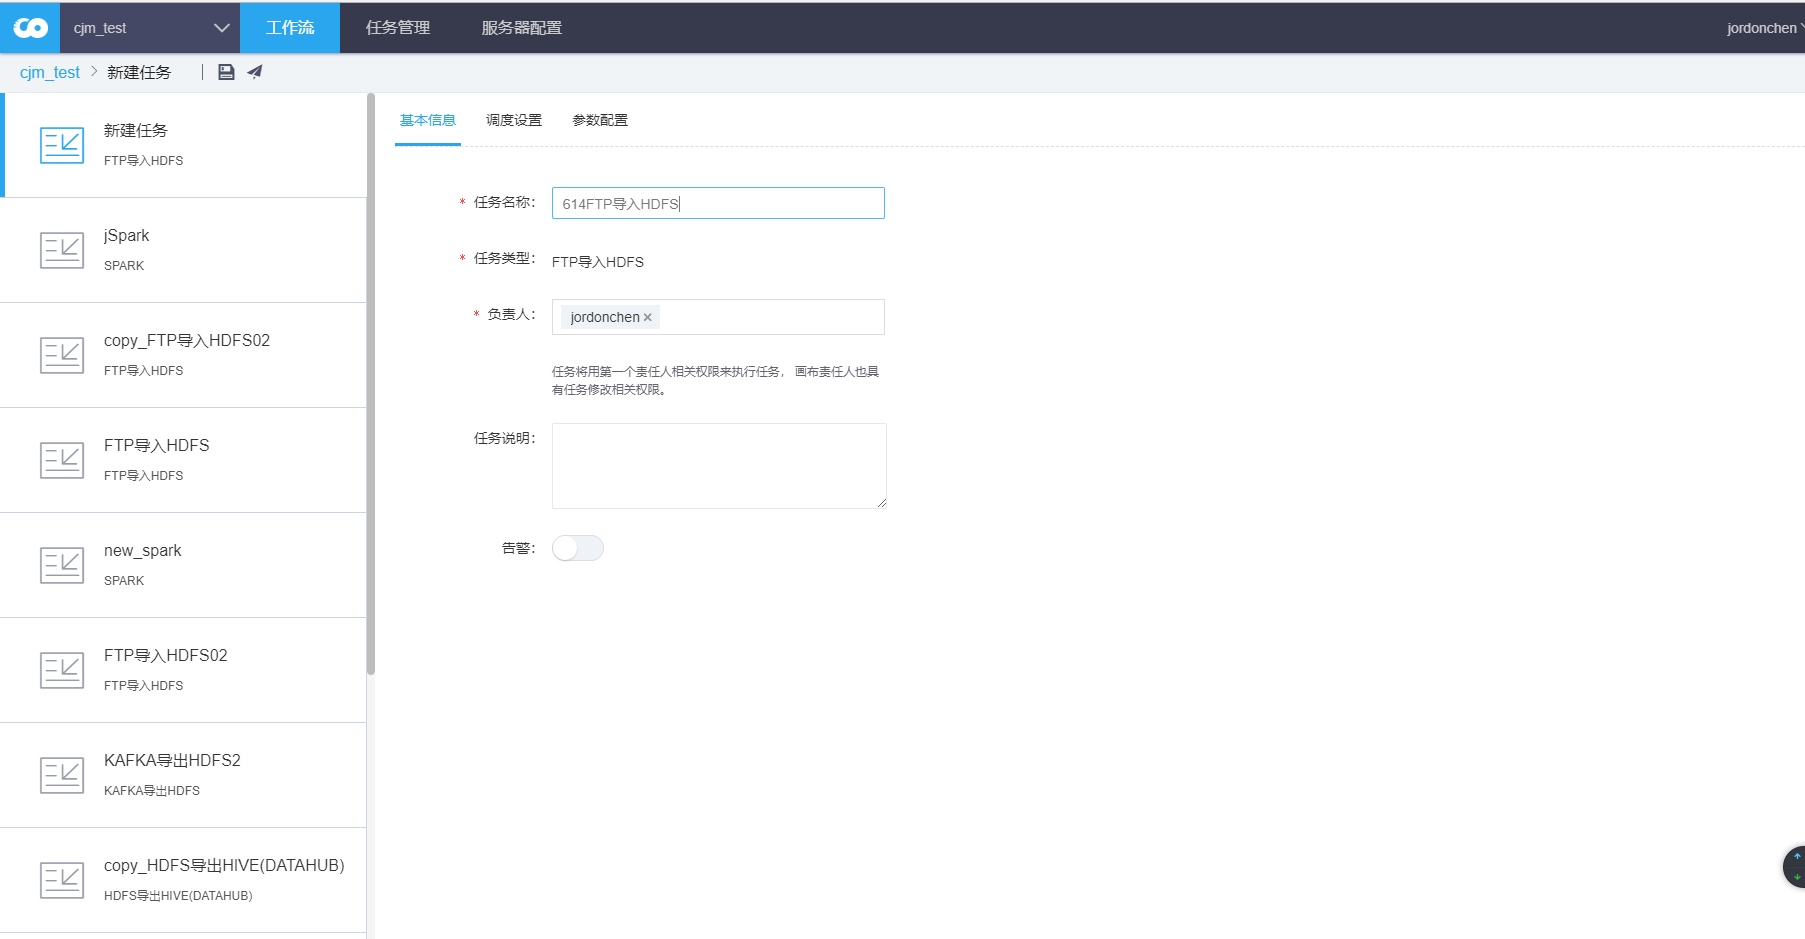 cjm_test
工作流
任务管理
服务器配置
jordonchen
cjm_test > 新建任务
新建任务
FTP导入HDFS
jSpark
SPARK
copy_FTP导入HDFS02
FTP导入HDFS
FTP导入HDFS
FTP导入HDFS
new_spark
SPARK
FTP导入HDFS02
FTP导入HDFS
KAFKA导出HDFS2
KAFKA导出HDFS
copy_HDFS导出HIVE(DATAHUB)
HDFS导出HIVE(DATAHUB)
基本信息
调度设置
参数配置
* 任务名称： 614FTP导入HDFS
* 任务类型： FTP导入HDFS
* 负责人： jordonchen ×
任务将用第一个责任人相关权限来执行任务， 画布责任人也具
有任务修改相关权限。
任务说明：
告警：